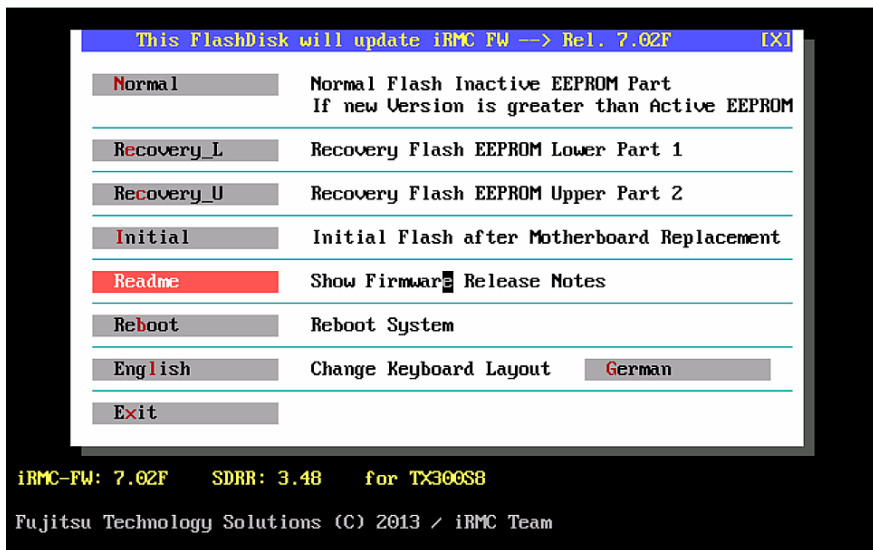 This FlashDisk will update iRMC FW --> Rel. 7.02F [X]
Normal Normal Flash Inactive EEPROM Part
If new Version is greater than Active EEPROM
Recovery_L Recovery Flash EEPROM Lower Part 1
Recovery_U Recovery Flash EEPROM Upper Part 2
Initial Initial Flash after Motherboard Replacement
Readme Show Firmware Release Notes
Reboot Reboot System
English Change Keyboard Layout German
Exit
iRMC-FW: 7.02F SDRR: 3.48 for TX300S8
Fujitsu Technology Solutions (C) 2013 / iRMC Team